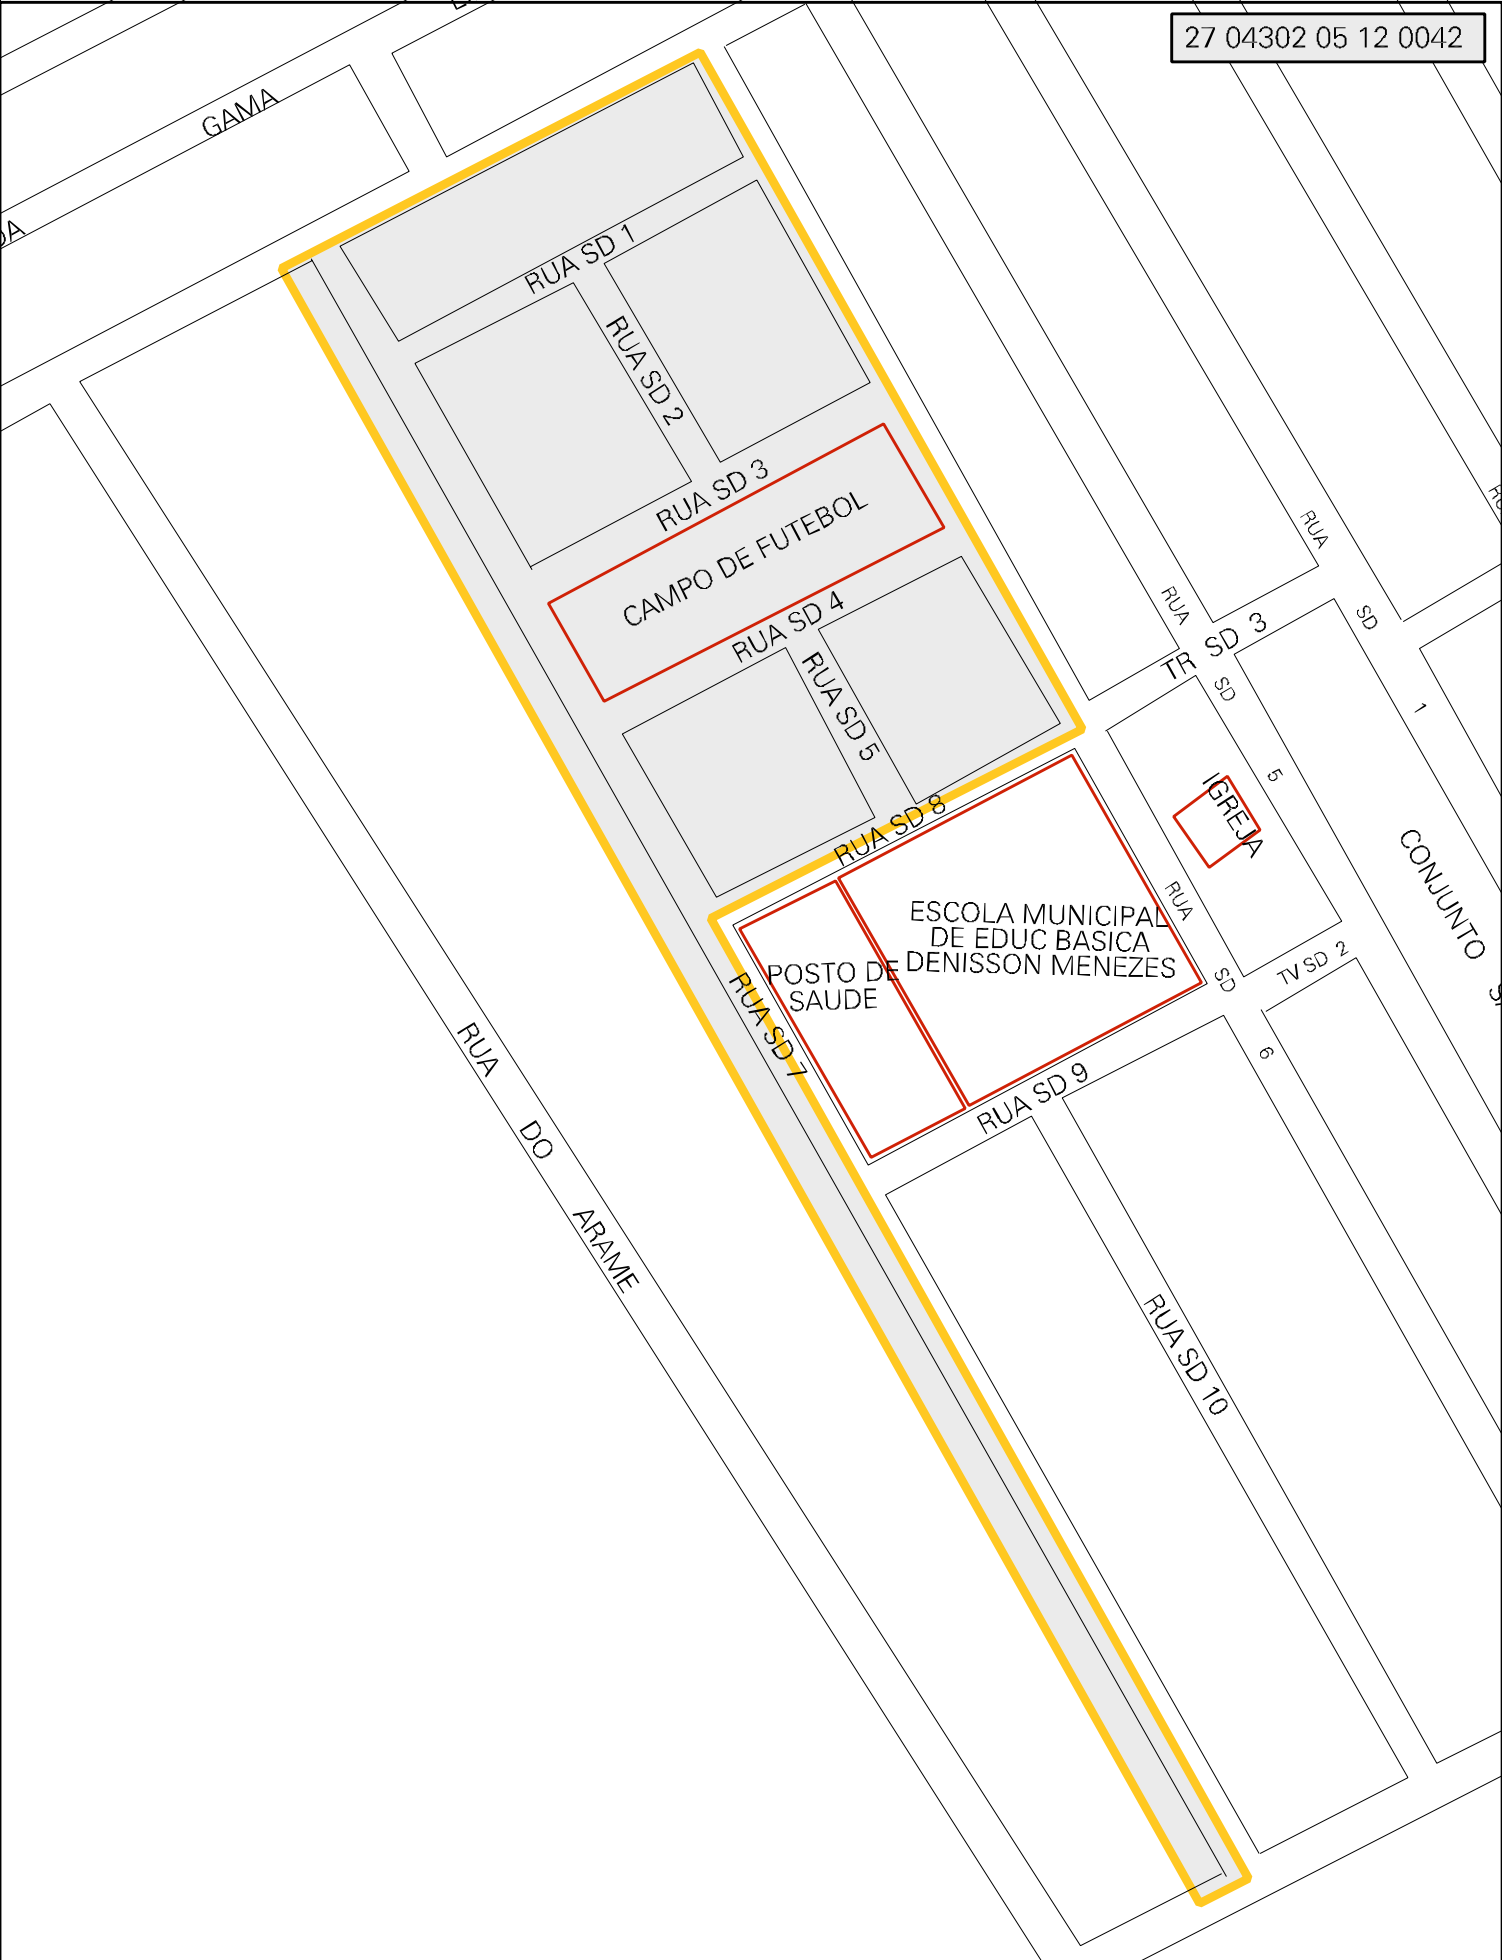 27 04302 05 12 0042
GAMA
RUA SD 1
RUA SD 2
RUA SD 3
CAMPO DE FUTEBOL
RUA SD 4
RUA SD 5
RUA SD 8
RUA
RUA
TR SD 3
SD
SD
1
5
IGREJA
CONJUNTO
RUA
SD
6
TV SD 2
ESCOLA MUNICIPAL
DE EDUC BASICA
DENISSON MENEZES
POSTO DE
SAUDE
RUA SD 7
RUA SD 9
RUA DO ARAME
RUA SD 10